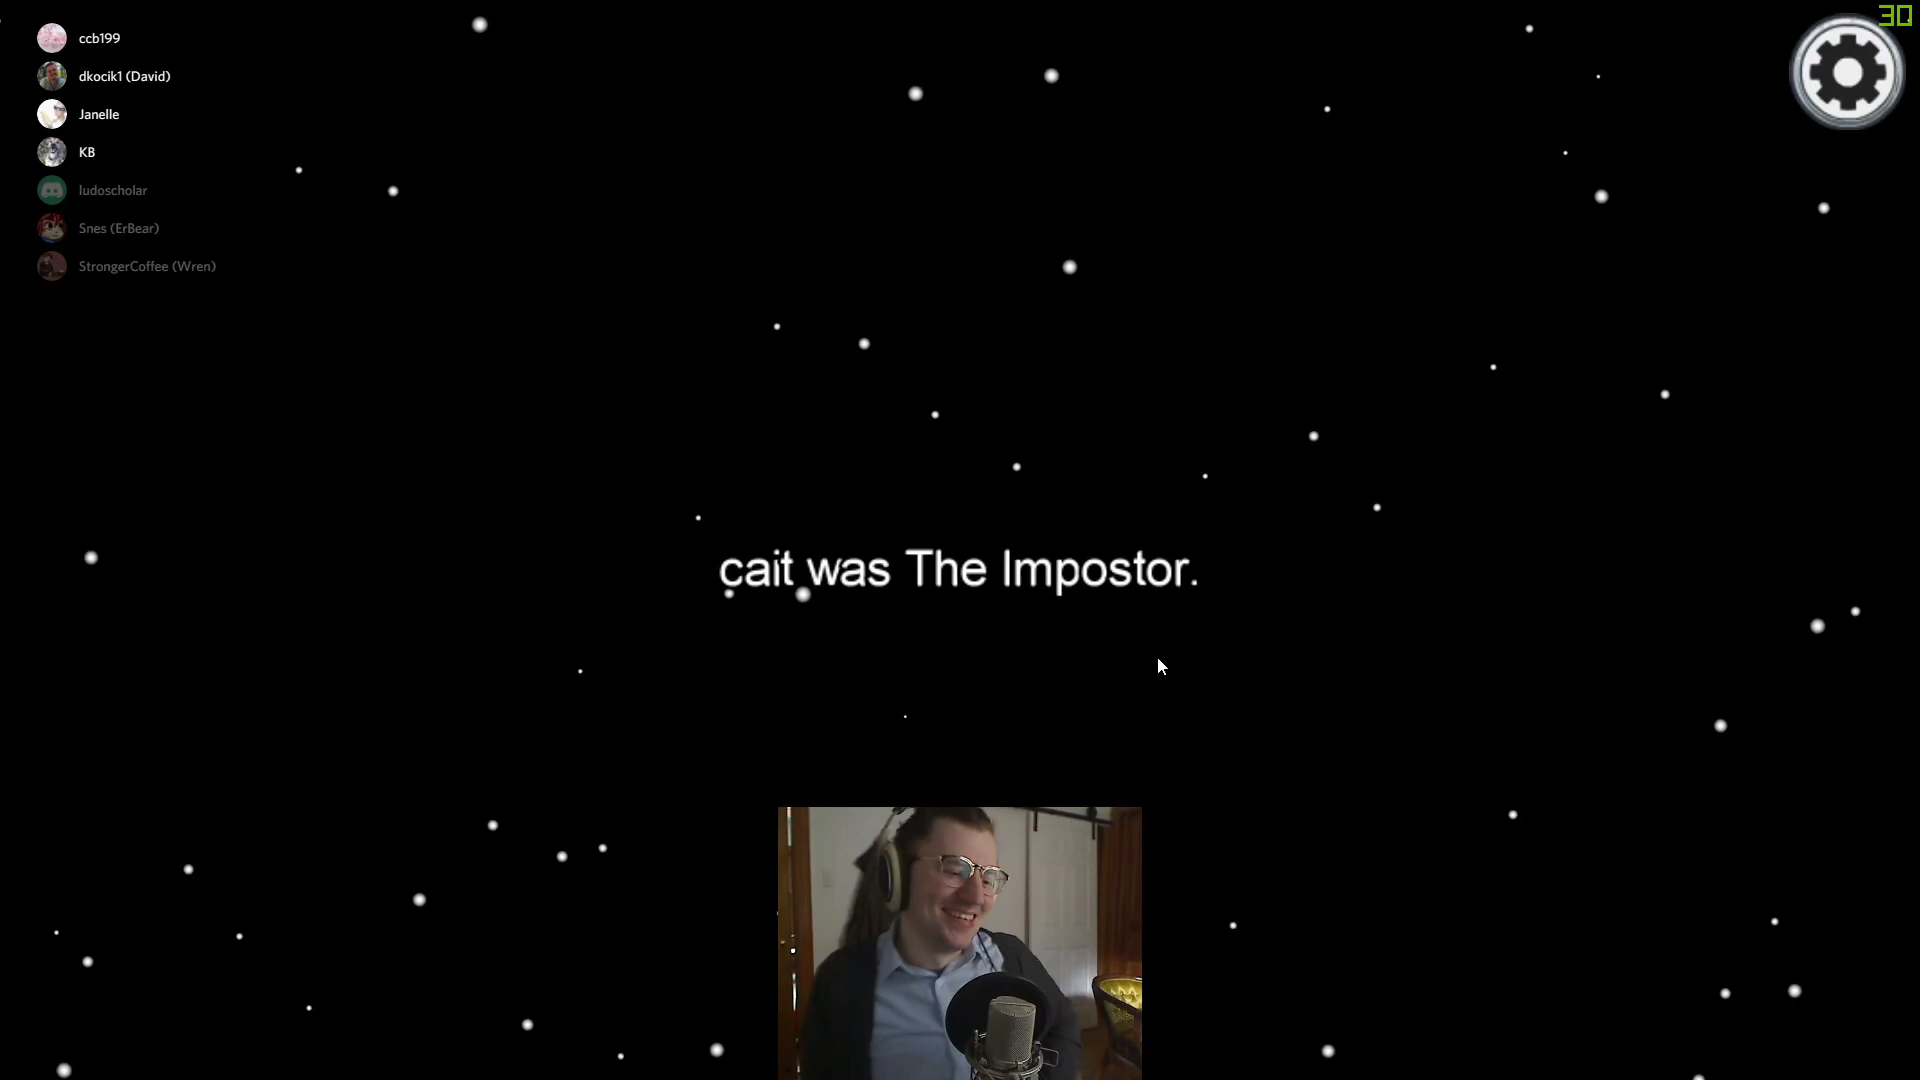 ccb199
dkocik1 (David)
Janelle
KB
ludoscholar
Snes (ErBear)
StrongerCoffee (Wren)
30
cait was The Impostor.